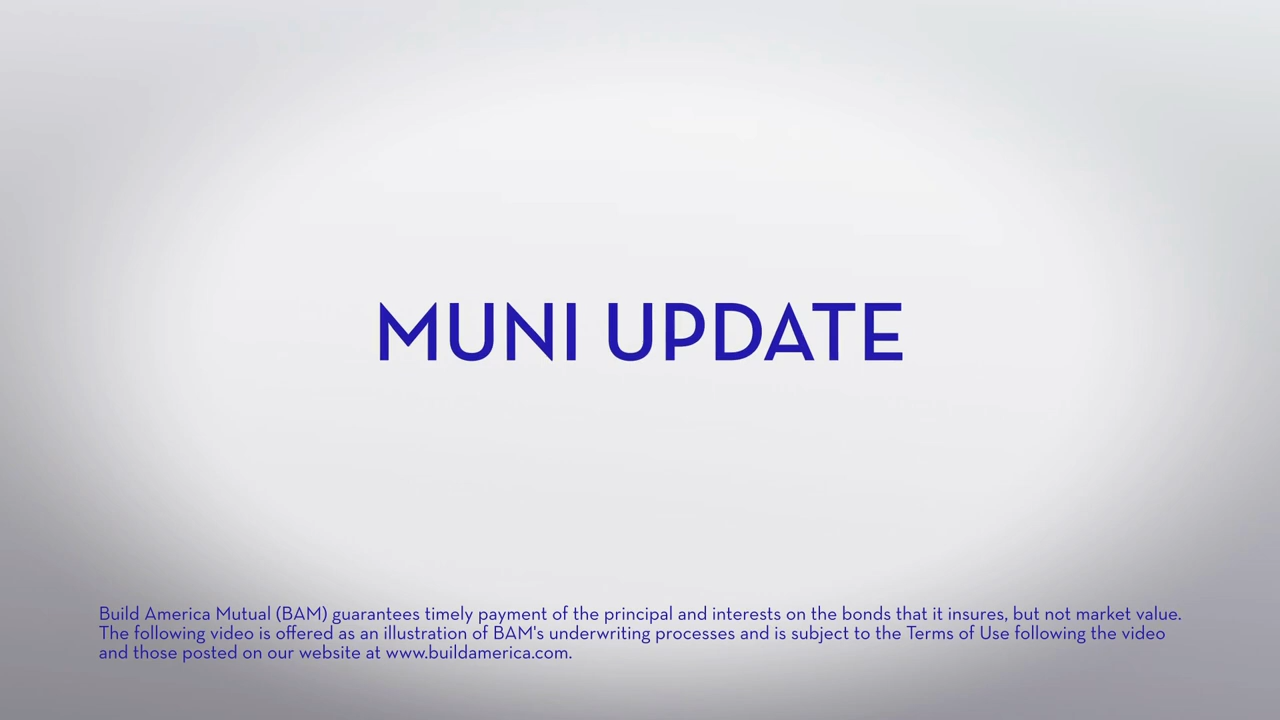 MUNI UPDATE
Build America Mutual (BAM) guarantees timely payment of the principal and interests on the bonds that it insures, but not market value.
The following video is offered as an illustration of BAM's underwriting processes and is subject to the Terms of Use following the video
and those posted on our website at www.buildamerica.com.